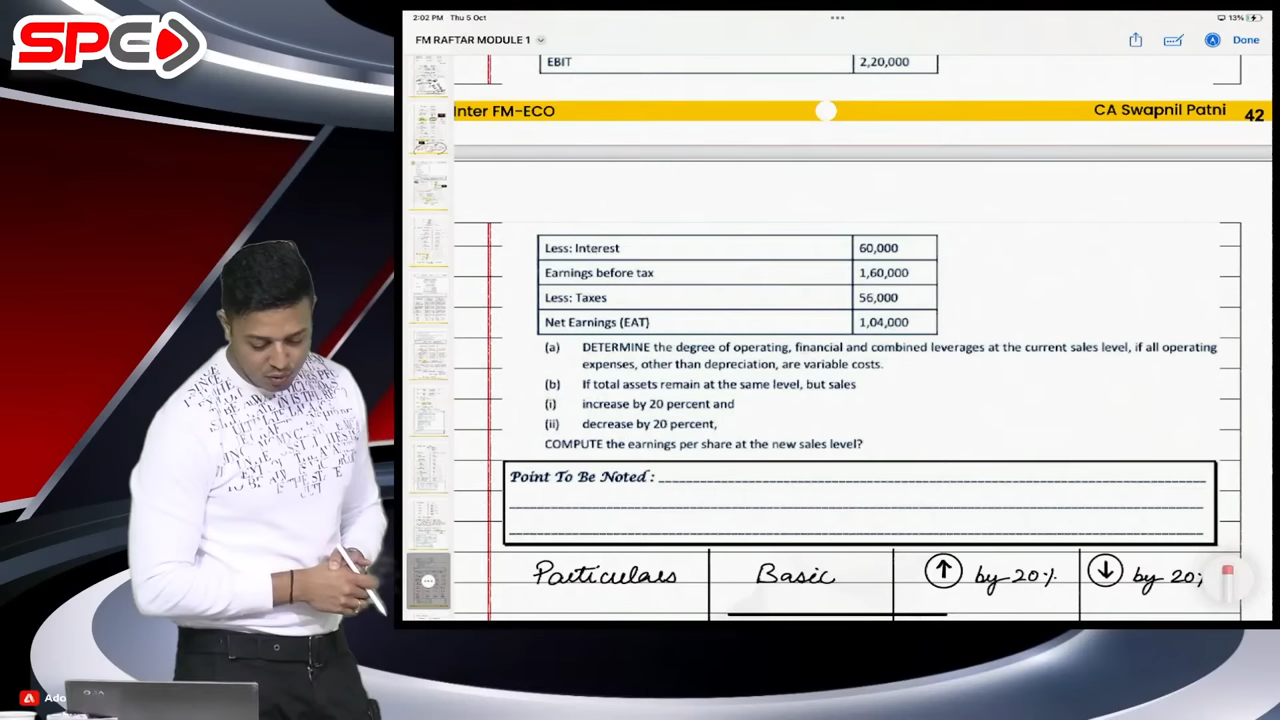 SPC
2:02 PM Thu 5 Oct
13%
FM RAFTAR MODULE 1
Done
EBIT 2,20,000
Inter FM-ECO CA Swapnil Patni 42
Less: Interest 60,000
Earnings before tax 1,60,000
Less: Taxes 56,000
Net Earnings (EAT) 1,04,000
(a) DETERMINE the degree of operating, financial and combined leverages at the current sales level, if all operating
expenses, other than depreciation, are variable costs.
(b) If total assets remain at the same level, but sales
(i) increase by 20 percent and
(ii) decrease by 20 percent,
COMPUTE the earnings per share at the new sales level?
Point To Be Noted :
Particulars Basic ↑ by 20% ↓ by 20%
Ado